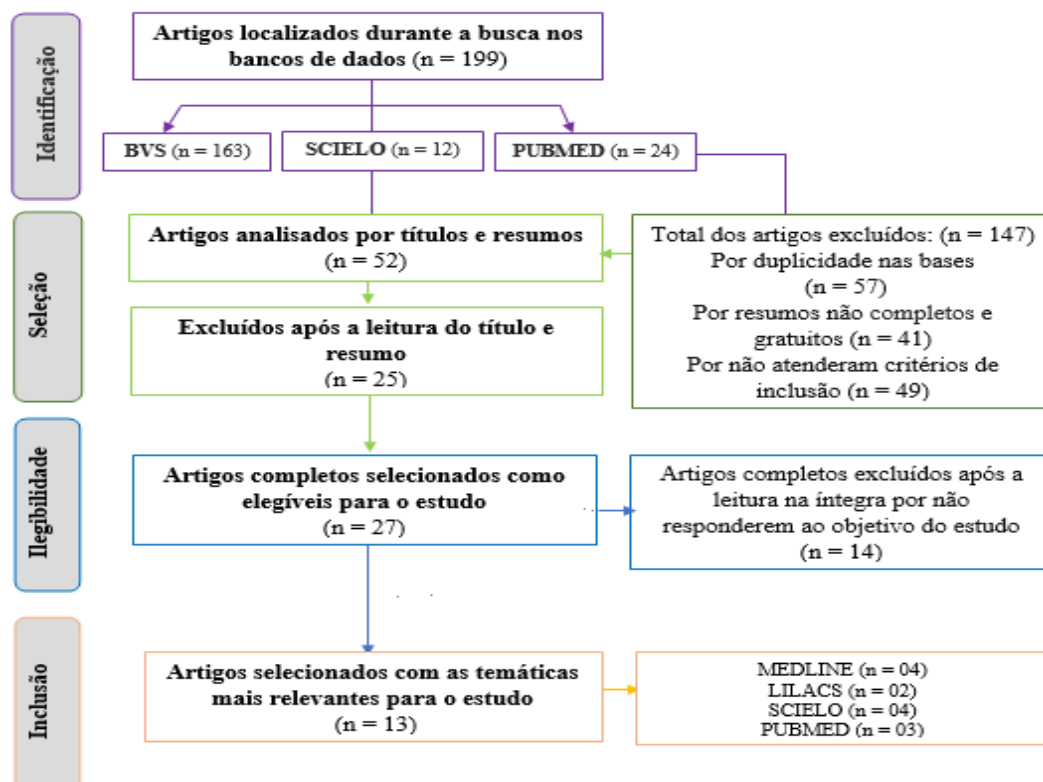 Identificação
Artigos localizados durante a busca nos
bancos de dados (n = 199)
BVS (n = 163)
SCIELO (n = 12)
PUBMED (n = 24)
Seleção
Artigos analisados por títulos e resumos
(n = 52)
Excluídos após a leitura do título e
resumo
(n = 25)
Total dos artigos excluídos: (n = 147)
Por duplicidade nas bases
(n = 57)
Por resumos não completos e
gratuitos (n = 41)
Por não atenderam critérios de
inclusão (n = 49)
Ilegibilidade
Artigos completos selecionados como
elegíveis para o estudo
(n = 27)
Artigos completos excluídos após a
leitura na íntegra por não
responderem ao objetivo do estudo
(n = 14)
Inclusão
Artigos selecionados com as temáticas
mais relevantes para o estudo
(n = 13)
MEDLINE (n = 04)
LILACS (n = 02)
SCIELO (n = 04)
PUBMED (n = 03)